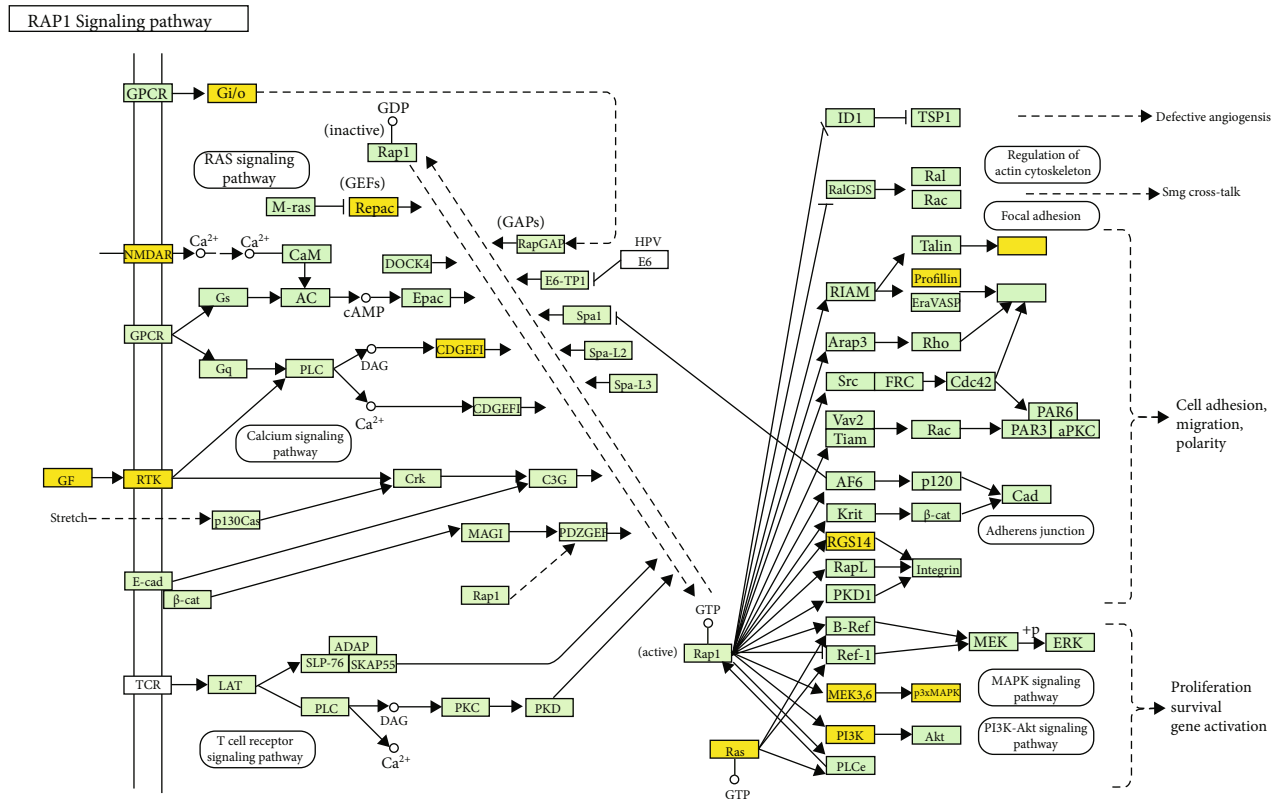 RAP1 Signaling pathway
GPCR
Gi/o
GDP
(inactive)
Rap1
RAS signaling
pathway
(GEFs)
M-ras
Repac
(GAPs)
RapGAP
HPV
E6
NMDAR
Ca2+
Ca2+
CaM
DOCK4
E6-TP1
Gs
AC
cAMP
Epac
Spa1
GPCR
Gq
PLC
DAG
CDGEFI
Spa-L2
Spa-L3
Ca2+
CDGEFI
Calcium signaling
pathway
GF
RTK
Crk
C3G
Stretch
p130Cas
MAGI
PDZGEF
E-cad
β-cat
Rap1
GTP
(active)
Rap1
ADAP
SLP-76
SKAP55
TCR
LAT
PLC
DAG
PKC
PKD
Ca2+
T cell receptor
signaling pathway
Ras
GTP
ID1
TSP1
Defective angiogenesis
Regulation of
actin cytoskeleton
RalGDS
Ral
Rac
Smg cross-talk
Focal adhesion
Talin
RIAM
Profillin
EraVASP
Arap3
Rho
Src
FRC
Cdc42
Vav2
Tiam
Rac
PAR6
PAR3
aPKC
Cell adhesion,
migration,
polarity
AF6
p120
Cad
Krit
β-cat
Adherens junction
RGS14
RapL
Integrin
PKD1
B-Ref
Ref-1
MEK
+p
ERK
MEK3,6
p3xMAPK
MAPK signaling
pathway
PI3K
Akt
PI3K-Akt signaling
pathway
PLCe
Proliferation
survival
gene activation